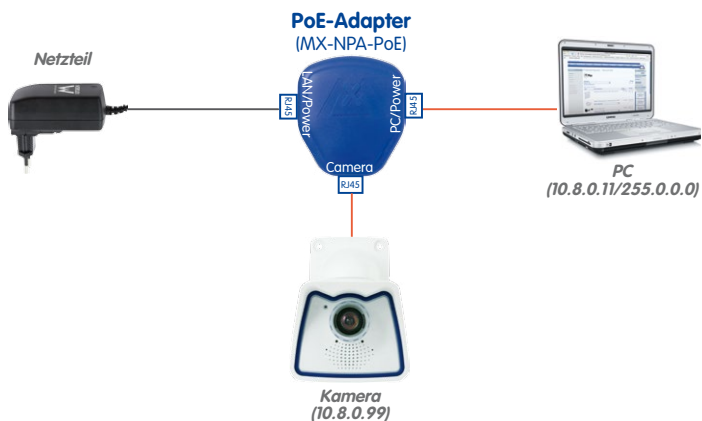 PoE-Adapter
(MX-NPA-PoE)
Netzteil
RJ45
LAN/Power
PC/Power
RJ45
Camera
RJ45
PC
(10.8.0.11/255.0.0.0)
Kamera
(10.8.0.99)